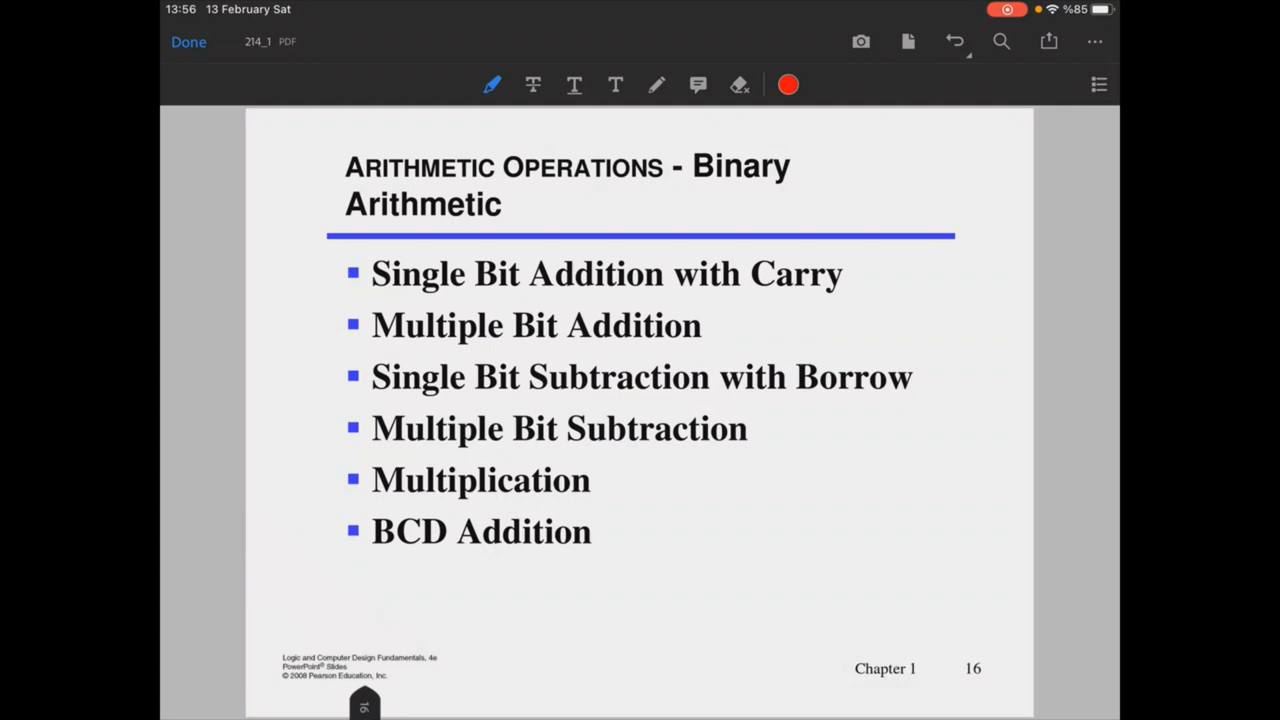 13:56 13 February Sat
%85
Done
214_1 PDF
ARITHMETIC OPERATIONS - Binary
Arithmetic
Single Bit Addition with Carry
Multiple Bit Addition
Single Bit Subtraction with Borrow
Multiple Bit Subtraction
Multiplication
BCD Addition
Logic and Computer Design Fundamentals, 4e
PowerPoint® Slides
© 2008 Pearson Education, Inc.
Chapter 1 16
16